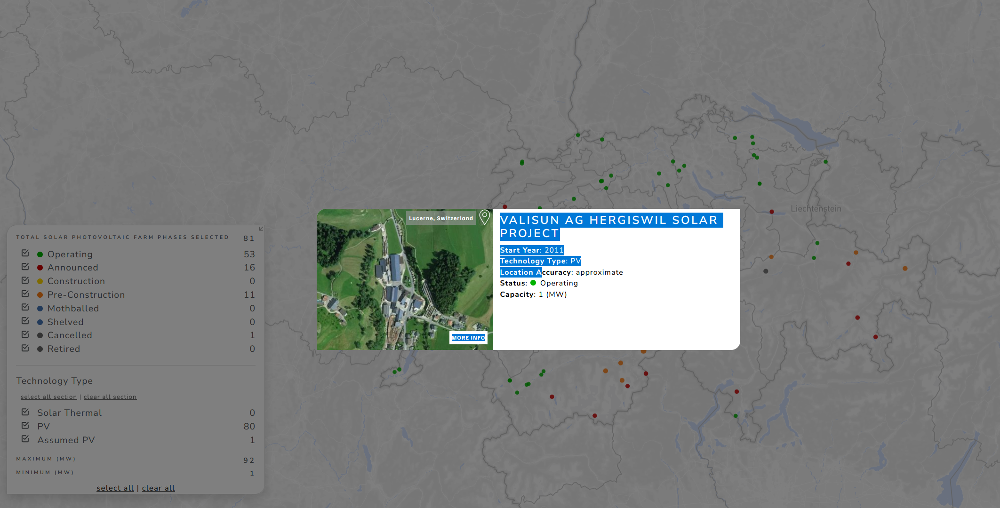 Liechtenstein
Lucerne, Switzerland
MORE INFO
VALISUN AG HERGISWIL SOLAR
PROJECT
Start Year: 2011
Technology Type: PV
Location Accuracy: approximate
Status: Operating
Capacity: 1 (MW)
TOTAL SOLAR PHOTOVOLTAIC FARM PHASES SELECTED 81
Operating 53
Announced 16
Construction 0
Pre-Construction 11
Mothballed 0
Shelved 0
Cancelled 1
Retired 0
Technology Type
select all section | clear all section
Solar Thermal 0
PV 80
Assumed PV 1
MAXIMUM (MW) 92
MINIMUM (MW) 1
select all | clear all